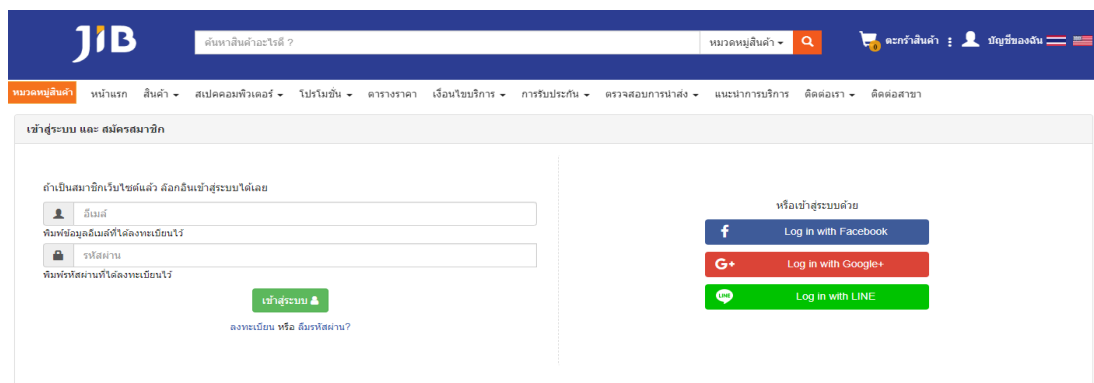 JIB
ค้นหาสินค้าอะไรดี ?
หมวดหมู่สินค้า
0
ตะกร้าสินค้า : บัญชีของฉัน
หมวดหมู่สินค้า หน้าแรก สินค้า สเปคคอมพิวเตอร์ โปรโมชั่น ตารางราคา เงื่อนไขบริการ การรับประกัน ตรวจสอบการนำส่ง แนะนำการบริการ ติดต่อเรา ติดต่อสาขา
เข้าสู่ระบบ และ สมัครสมาชิก
ถ้าเป็นสมาชิกเว็บไซต์แล้ว ล๊อกอินเข้าสู่ระบบได้เลย
อีเมล์
พิมพ์ข้อมูลอีเมล์ที่ได้ลงทะเบียนไว้
รหัสผ่าน
พิมพ์รหัสผ่านที่ได้ลงทะเบียนไว้
เข้าสู่ระบบ
ลงทะเบียน หรือ ลืมรหัสผ่าน?
หรือเข้าสู่ระบบด้วย
f Log in with Facebook
G+ Log in with Google+
LINE Log in with LINE